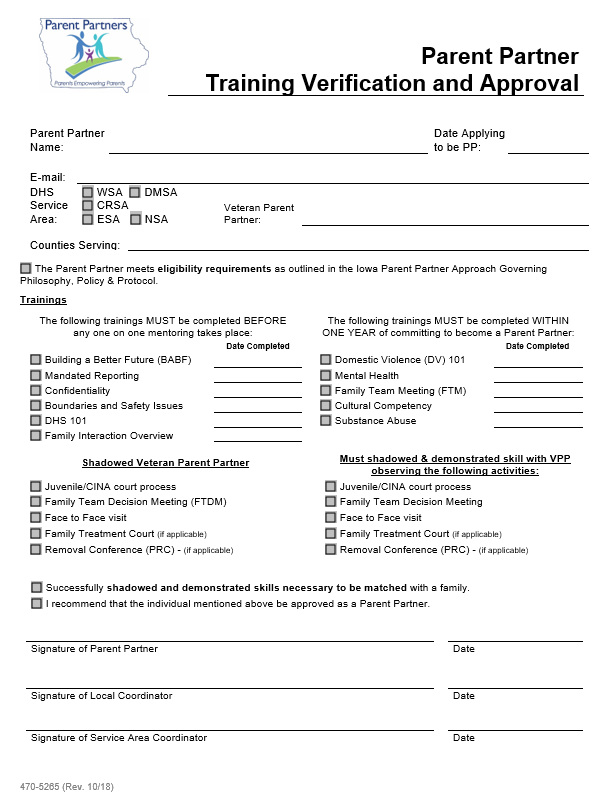 Parent Partners
Parents Empowering Parents
Parent Partner
Training Verification and Approval
Parent Partner
Name:
Date Applying
to be PP:
E-mail:
DHS
Service
Area:
WSA
DMSA
CRSA
ESA
NSA
Veteran Parent
Partner:
Counties Serving:
The Parent Partner meets eligibility requirements as outlined in the Iowa Parent Partner Approach Governing
Philosophy, Policy & Protocol.
Trainings
The following trainings MUST be completed BEFORE
any one on one mentoring takes place:
Date Completed
Building a Better Future (BABF)
Mandated Reporting
Confidentiality
Boundaries and Safety Issues
DHS 101
Family Interaction Overview
The following trainings MUST be completed WITHIN
ONE YEAR of committing to become a Parent Partner:
Date Completed
Domestic Violence (DV) 101
Mental Health
Family Team Meeting (FTM)
Cultural Competency
Substance Abuse
Shadowed Veteran Parent Partner
Juvenile/CINA court process
Family Team Decision Meeting (FTDM)
Face to Face visit
Family Treatment Court (if applicable)
Removal Conference (PRC) - (if applicable)
Must shadowed & demonstrated skill with VPP
observing the following activities:
Juvenile/CINA court process
Family Team Decision Meeting
Face to Face visit
Family Treatment Court (if applicable)
Removal Conference (PRC) - (if applicable)
Successfully shadowed and demonstrated skills necessary to be matched with a family.
I recommend that the individual mentioned above be approved as a Parent Partner.
Signature of Parent Partner
Date
Signature of Local Coordinator
Date
Signature of Service Area Coordinator
Date
470-5265 (Rev. 10/18)